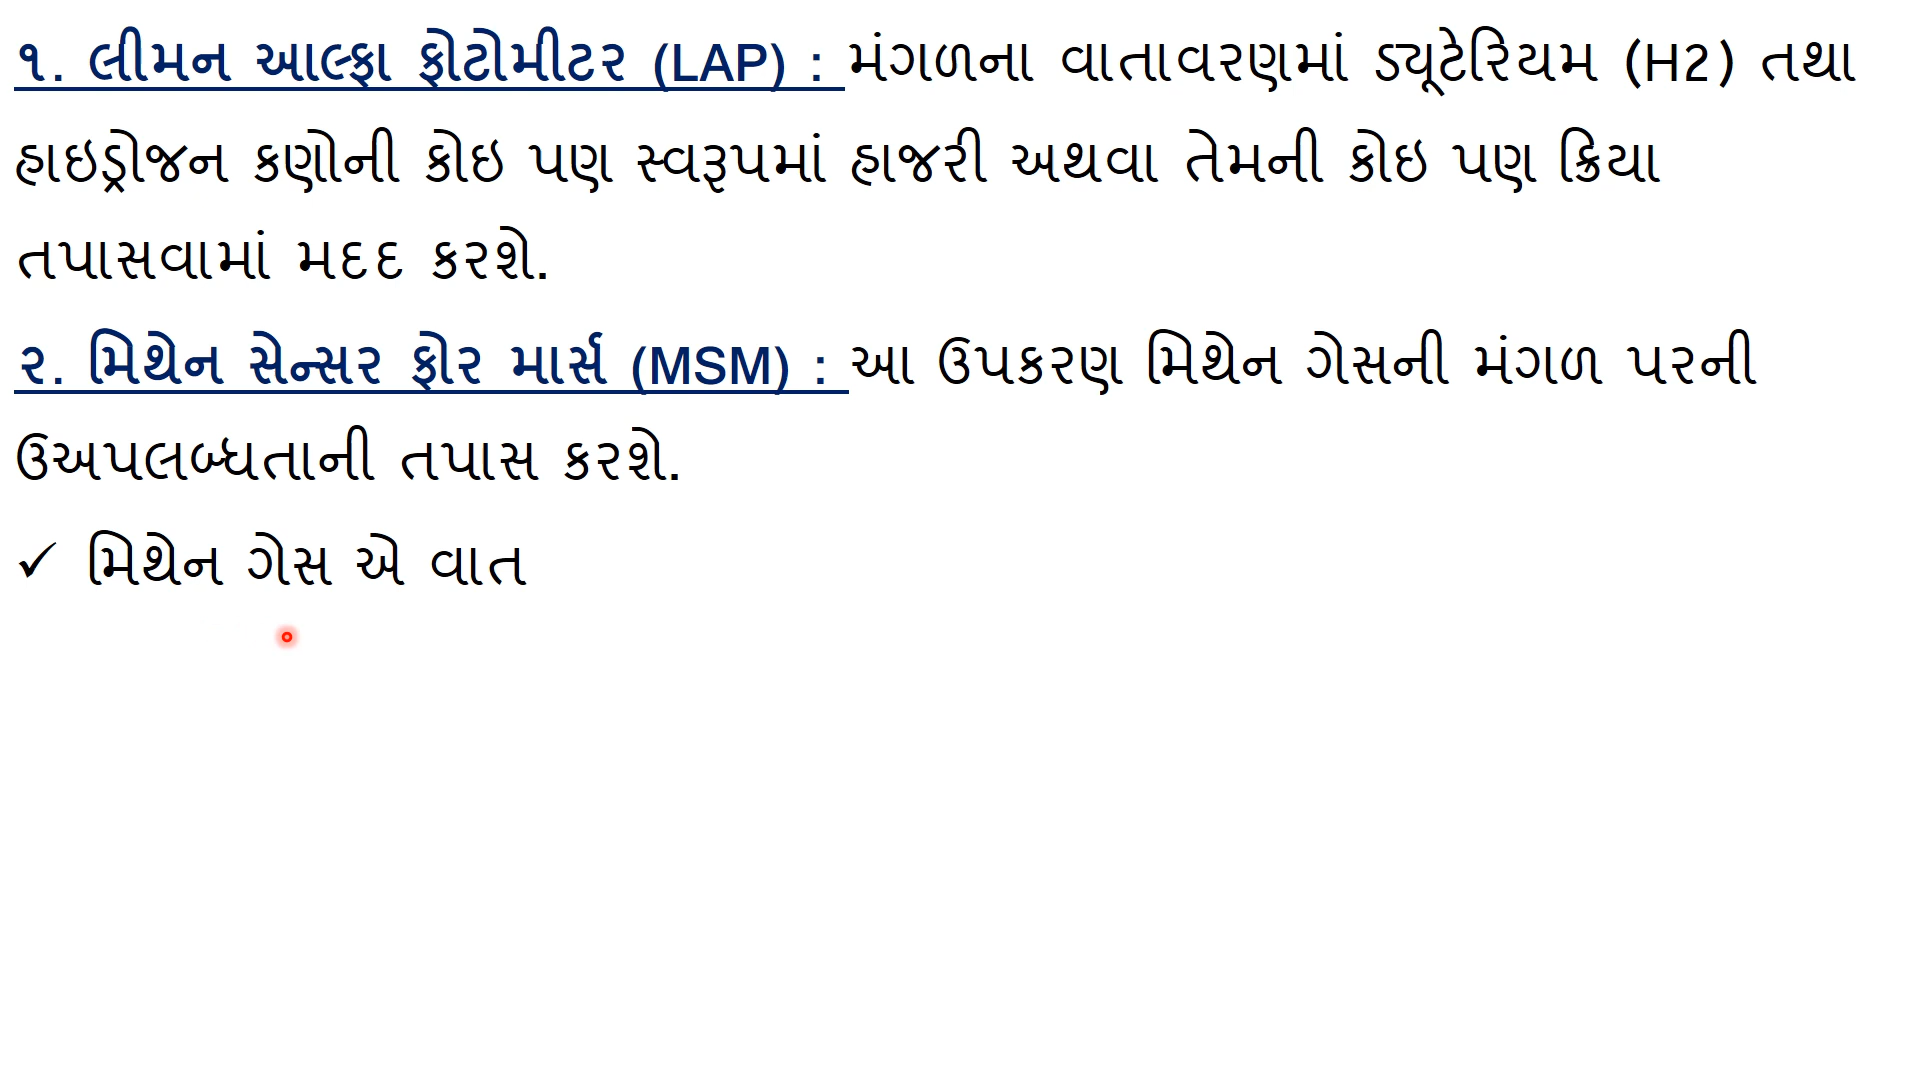 ૧. લીમન આલ્ફા ફોટોમીટર (LAP) : મંગળના વાતાવરણમાં ડ્યૂટેરિયમ (H2) તથા
હાઇડ્રોજન કણોની કોઇ પણ સ્વરૂપમાં હાજરી અથવા તેમની કોઇ પણ ક્રિયા
તપાસવામાં મદદ કરશે.
૨. મિથેન સેન્સર ફોર માર્સ (MSM) : આ ઉપકરણ મિથેન ગેસની મંગળ પરની
ઉઅપલબ્ધતાની તપાસ કરશે.
✓ મિથેન ગેસ એ વાત